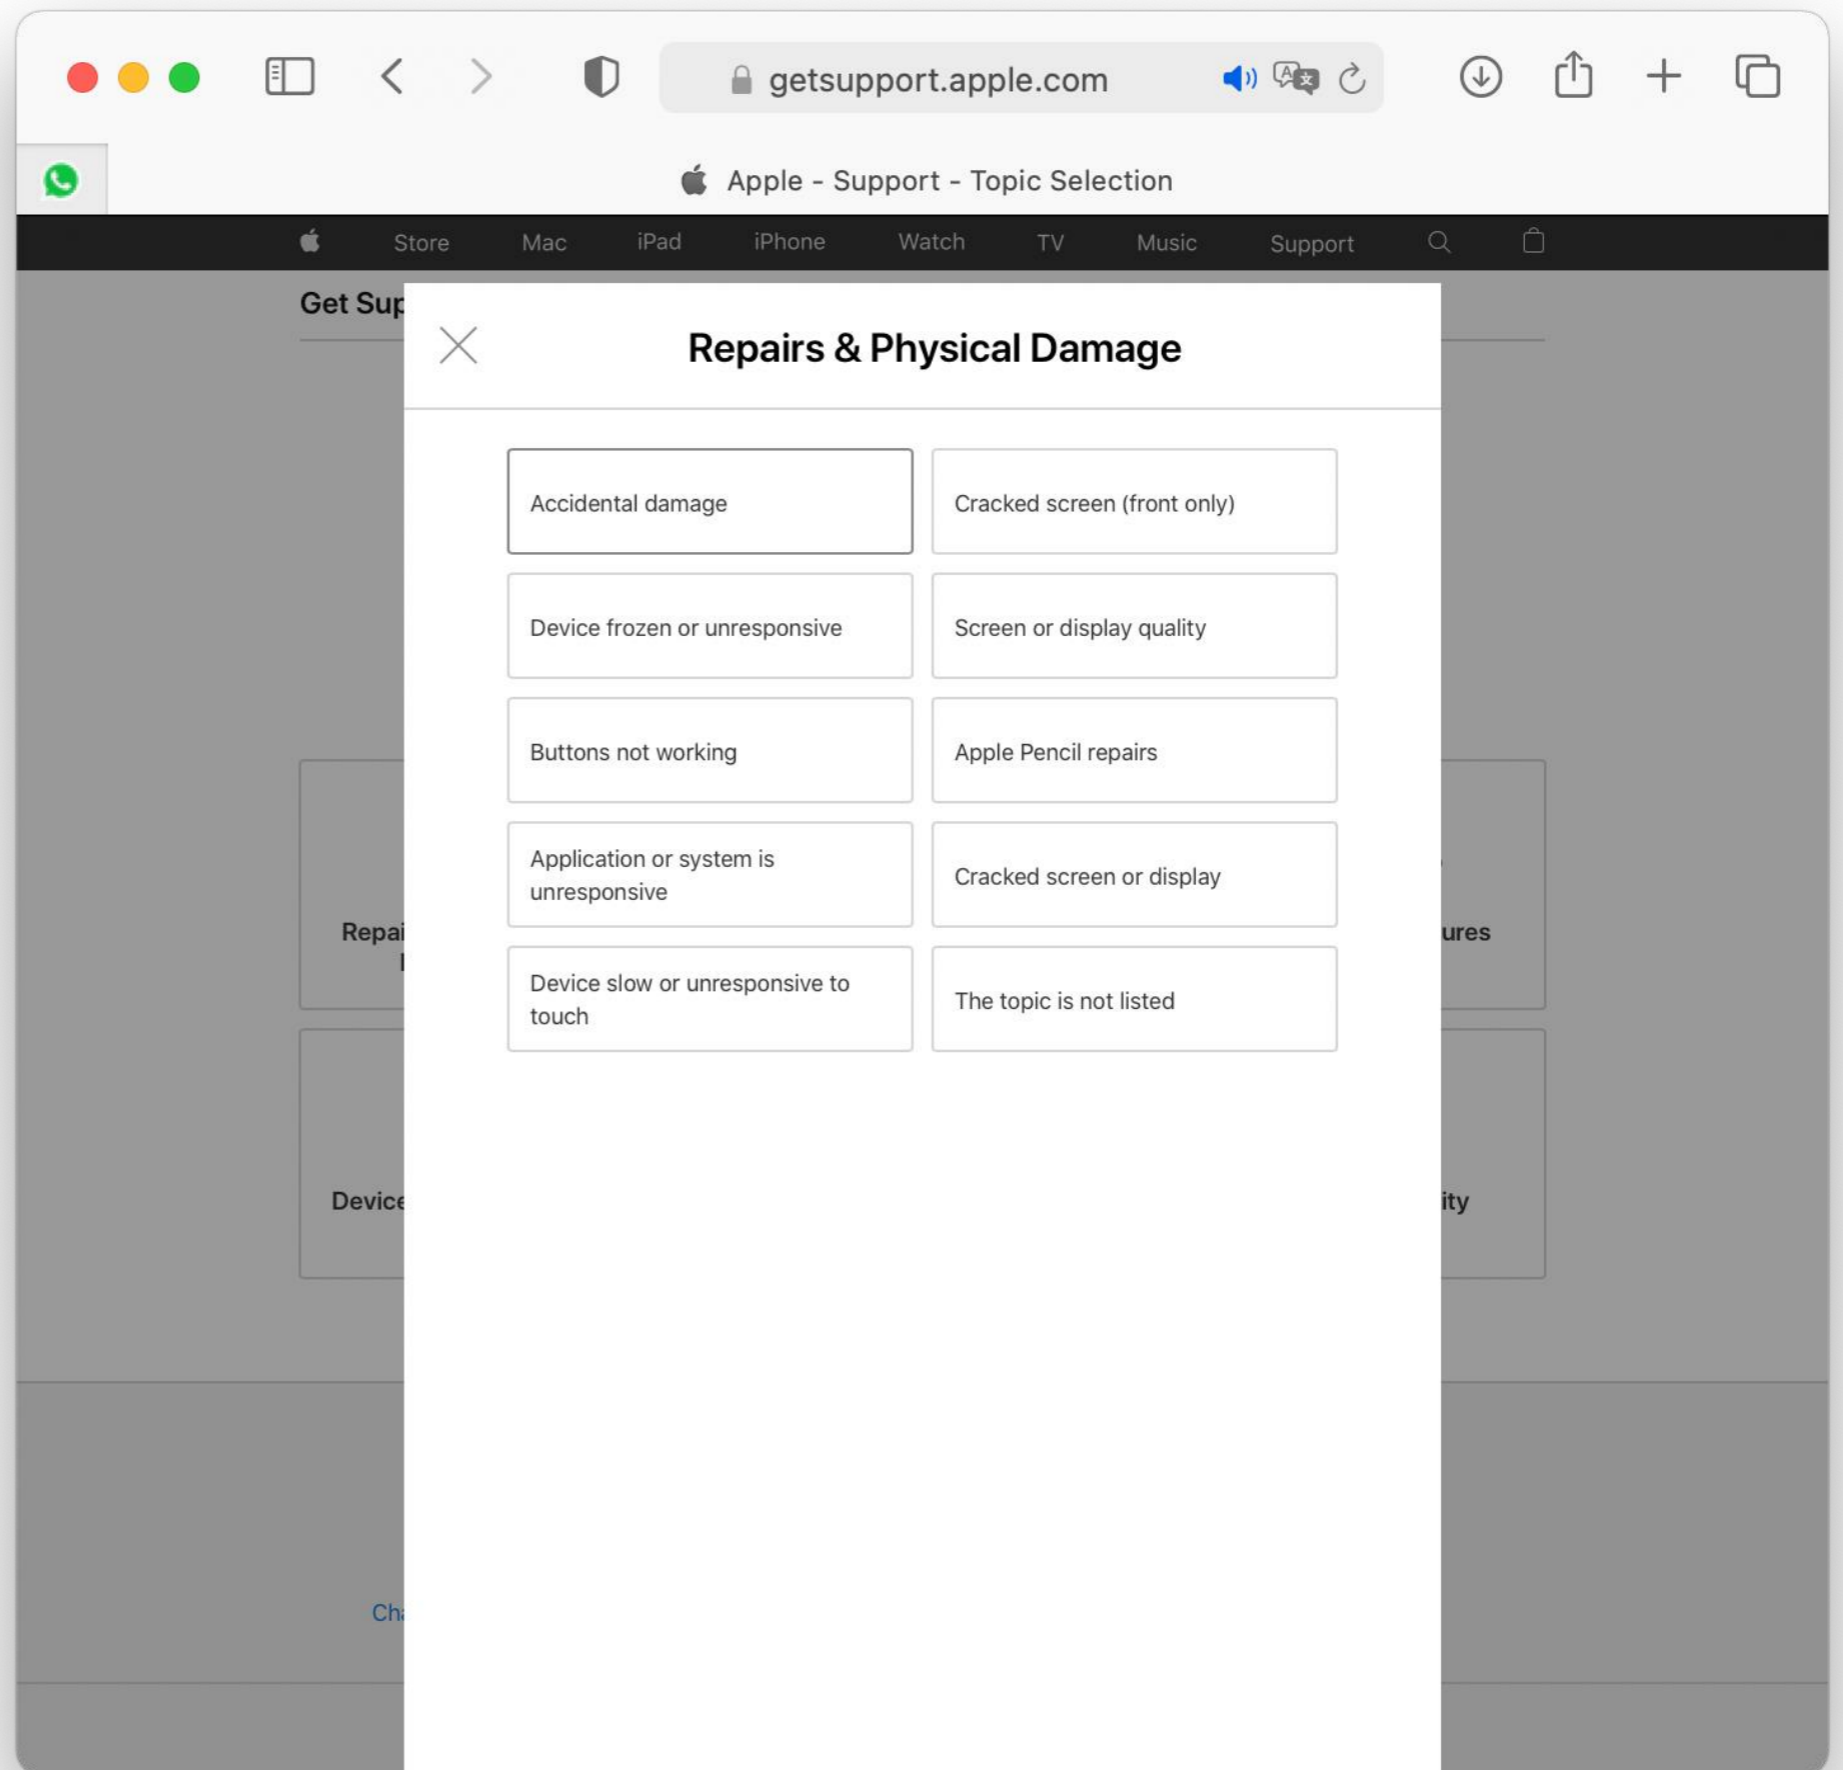 getsupport.apple.com
Apple - Support - Topic Selection
Store Mac iPad iPhone Watch TV Music Support
Get Sup
Repairs & Physical Damage
Accidental damage
Cracked screen (front only)
Device frozen or unresponsive
Screen or display quality
Buttons not working
Apple Pencil repairs
Application or system is
unresponsive
Cracked screen or display
Repai
ures
Device slow or unresponsive to
touch
The topic is not listed
Device
ity
Cha